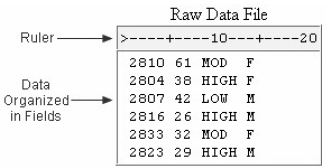 Raw Data File
Ruler >-----+----10---+----20
2810 61 MOD F
Data 2804 38 HIGH F
Organized 2807 42 LOW M
in Fields 2816 26 HIGH M
2833 32 MOD F
2823 29 HIGH M